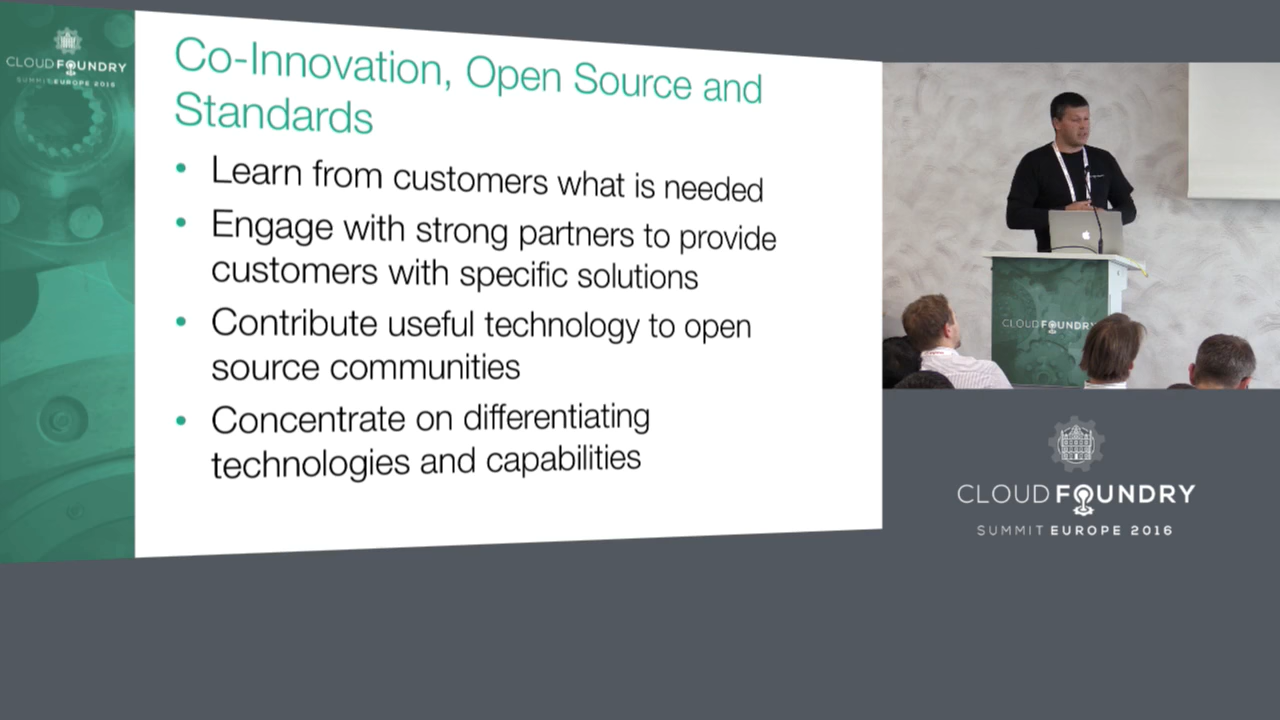 CLOUD FOUNDRY
SUMMIT EUROPE 2016
Co-Innovation, Open Source and
Standards
• Learn from customers what is needed
• Engage with strong partners to provide
customers with specific solutions
• Contribute useful technology to open
source communities
• Concentrate on differentiating
technologies and capabilities
CLOUD FOUNDRY
CLOUD FOUNDRY
SUMMIT EUROPE 2016